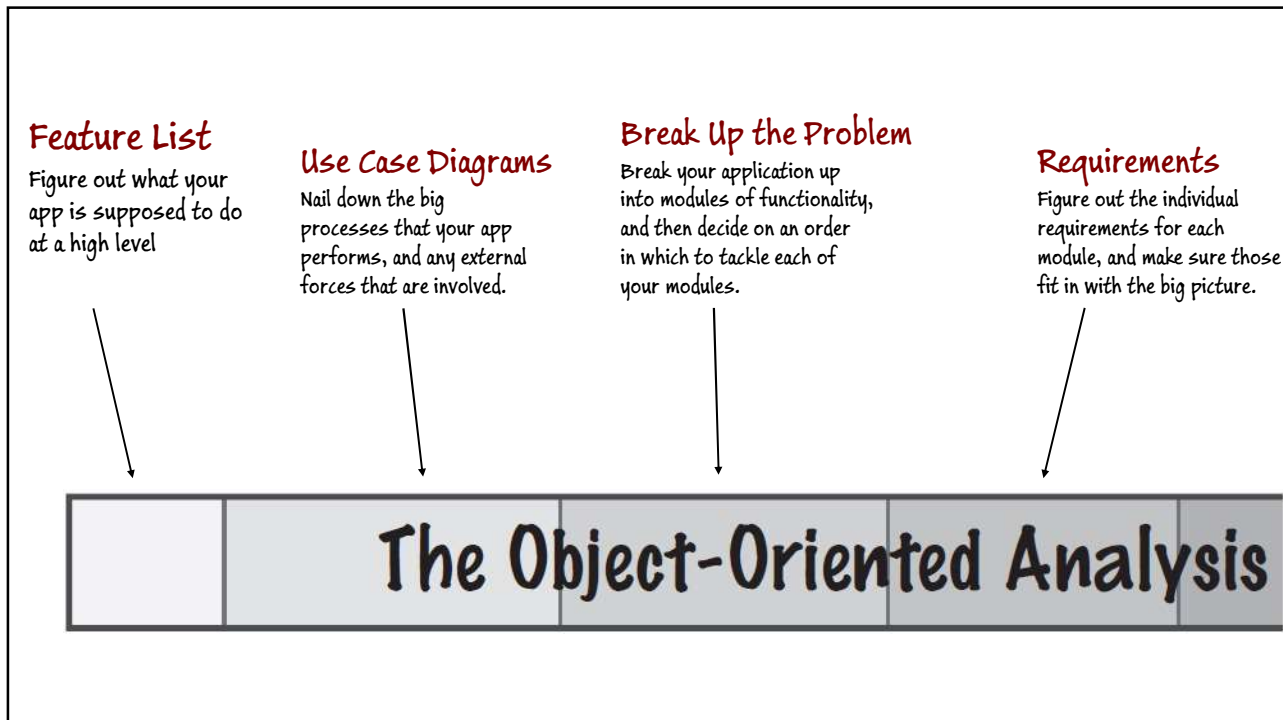 Feature List
Figure out what your
app is supposed to do
at a high level
Use Case Diagrams
Nail down the big
processes that your app
performs, and any external
forces that are involved.
Break Up the Problem
Break your application up
into modules of functionality,
and then decide on an order
in which to tackle each of
your modules.
Requirements
Figure out the individual
requirements for each
module, and make sure those
fit in with the big picture.
The Object-Oriented Analysis